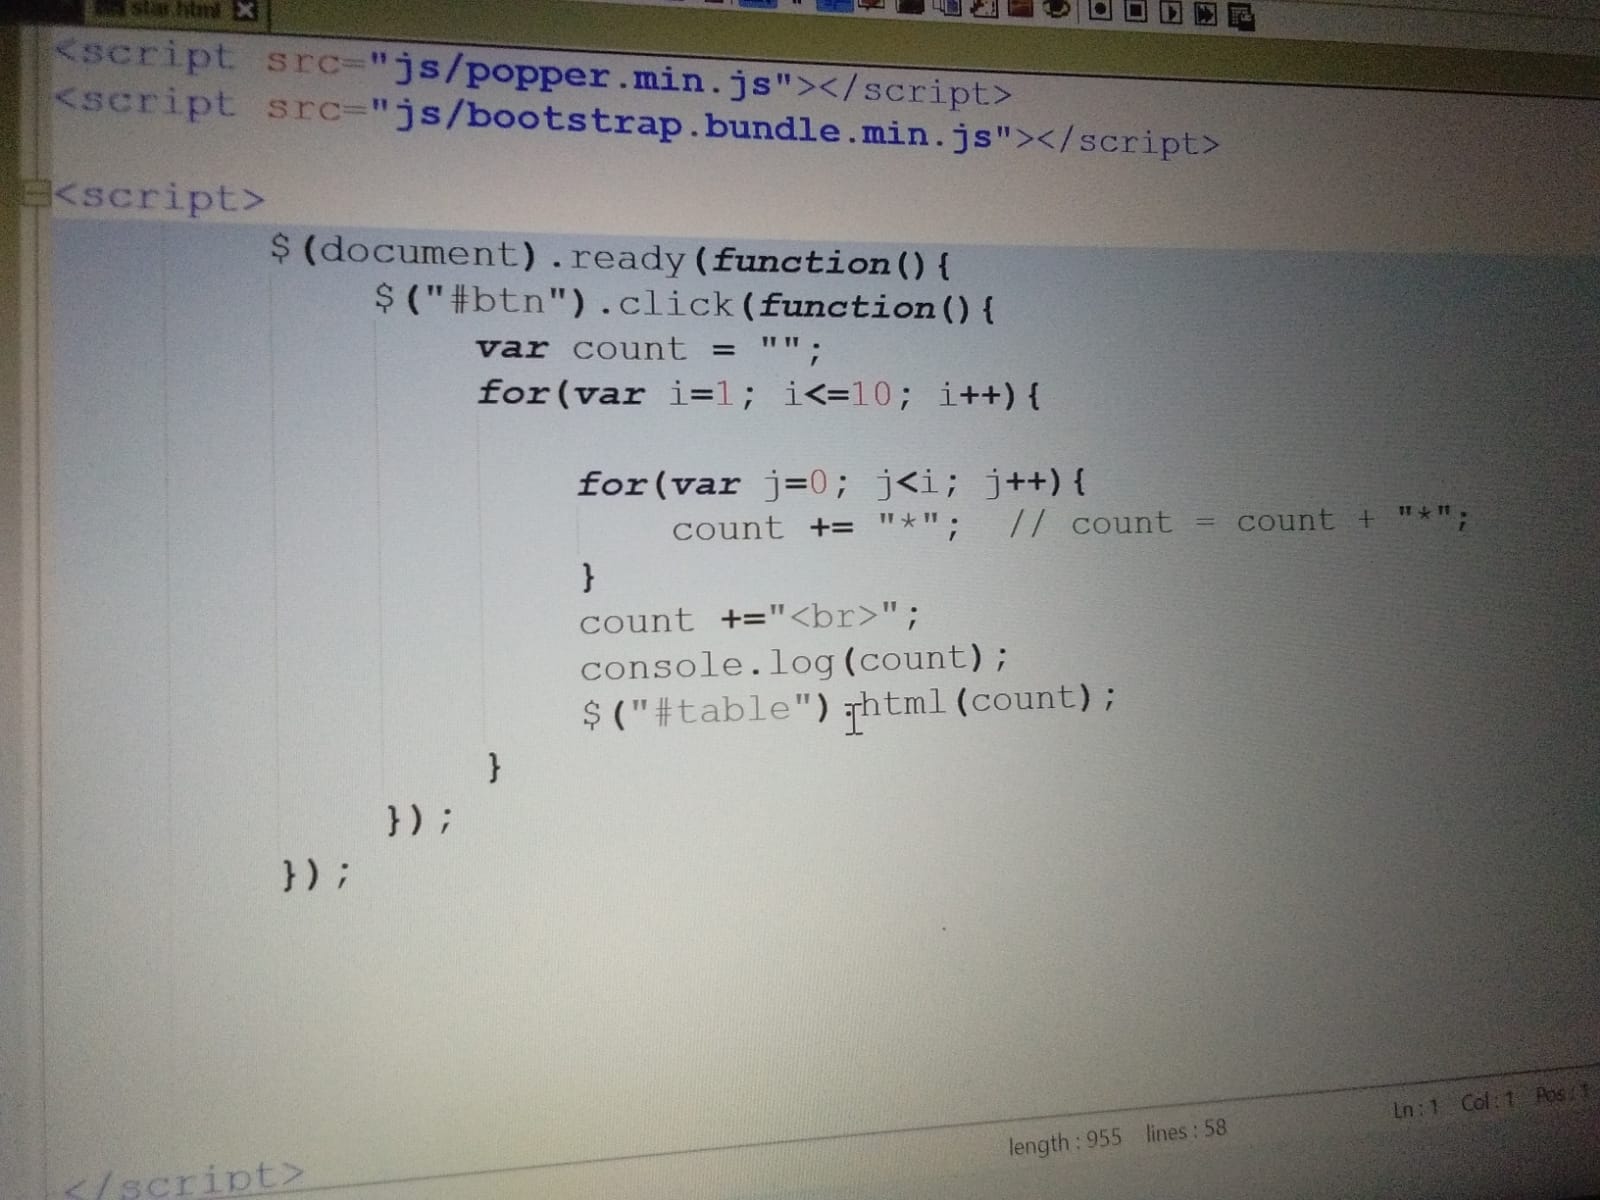 star.html
<script src="js/popper.min.js"></script>
<script src="js/bootstrap.bundle.min.js"></script>
<script>
$(document).ready(function(){
$("#btn").click(function(){
var count = "";
for(var i=1; i<=10; i++){
for(var j=0; j<i; j++){
count += "*"; // count = count + "*";
}
count +="<br>";
console.log(count);
$("#table").html(count);
}
});
});
</script>
length : 955 lines : 58 Ln : 1 Col : 1 Pos : 1